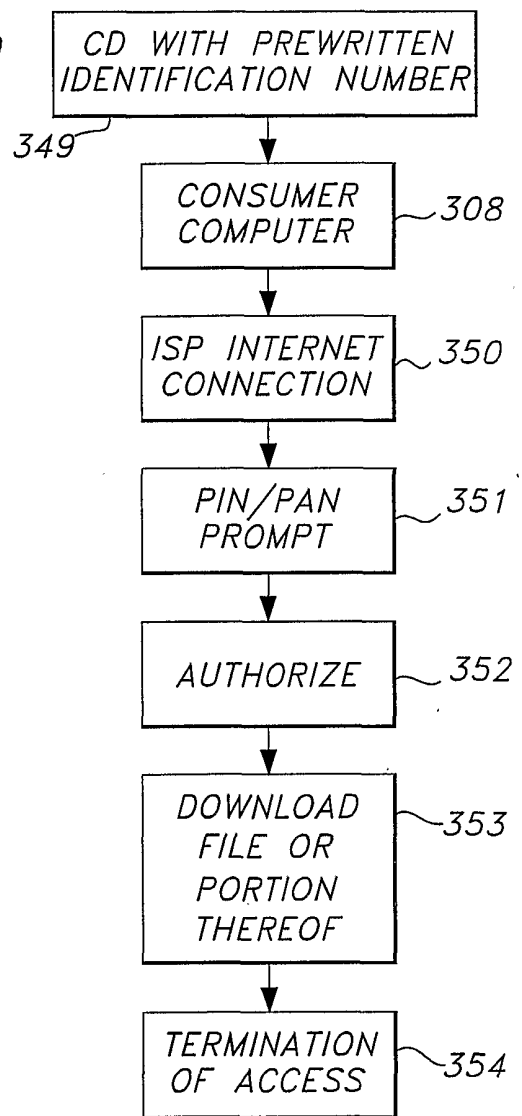 CD WITH PREWRITTEN
IDENTIFICATION NUMBER
349
CONSUMER
COMPUTER
308
ISP INTERNET
CONNECTION
350
PIN/PAN
PROMPT
351
AUTHORIZE
352
DOWNLOAD
FILE OR
PORTION
THEREOF
353
TERMINATION
OF ACCESS
354